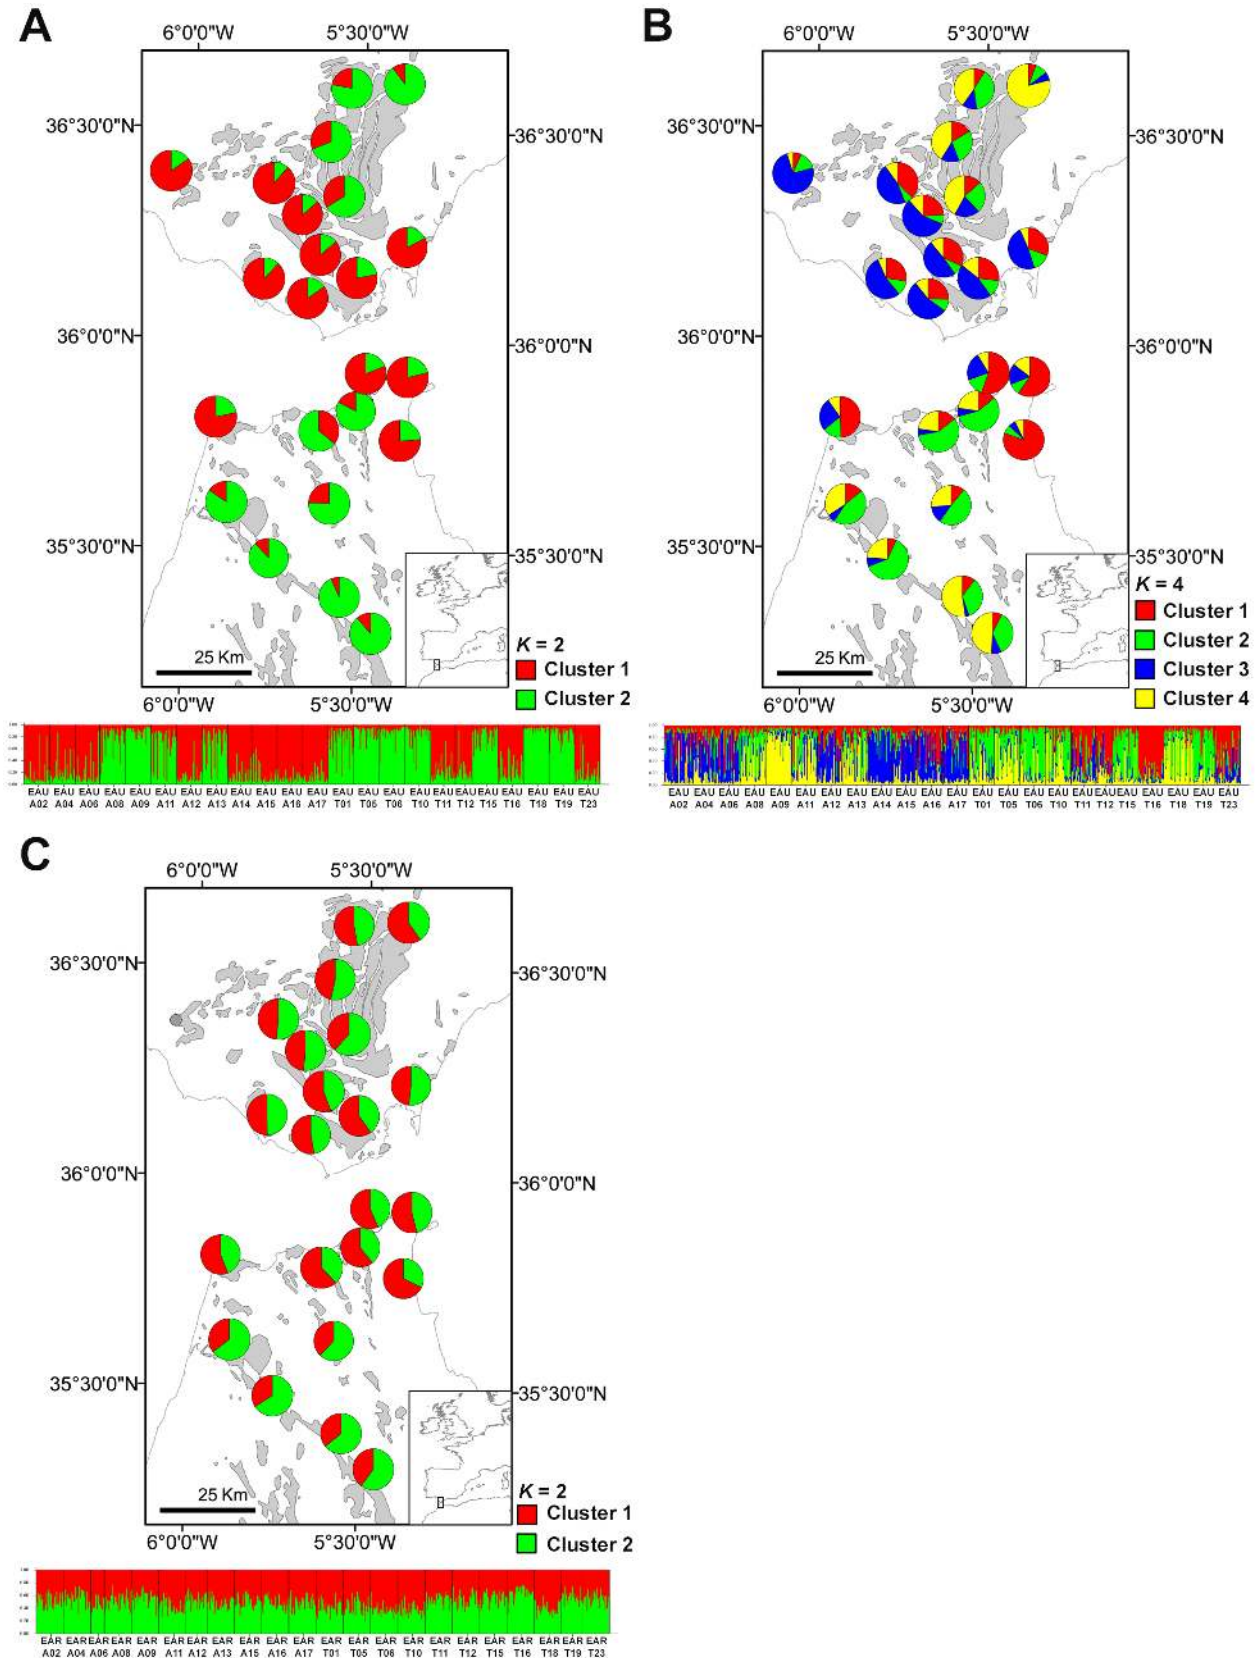 A
6°0'0"W 5°30'0"W
36°30'0"N 36°30'0"N
36°0'0"N 36°0'0"N
35°30'0"N
35°30'0"N
25 Km
K = 2
Cluster 1
Cluster 2
6°0'0"W 5°30'0"W
EAU EAU EAU EAU EAU EAU EAU EAU EAU EAU EAU EAU EAU EAU EAU EAU EAU EAU EAU EAU EAU EAU EAU
A02 A04 A06 A08 A09 A11 A12 A13 A14 A15 A16 A17 T01 T06 T06 T10 T11 T12 T15 T16 T18 T19 T23
B
6°0'0"W 5°30'0"W
36°30'0"N 36°30'0"N
36°0'0"N 36°0'0"N
35°30'0"N
35°30'0"N
25 Km
K = 4
Cluster 1
Cluster 2
Cluster 3
Cluster 4
6°0'0"W 5°30'0"W
EAU EAU EAU EAU EAU EAU EAU EAU EAU EAU EAU EAU EAU EAU EAU EAU EAU EAU EAU EAU EAU EAU EAU
A02 A04 A06 A08 A09 A11 A12 A13 A14 A15 A16 A17 T01 T05 T06 T10 T11 T12 T15 T16 T18 T19 T23
C
6°0'0"W 5°30'0"W
36°30'0"N 36°30'0"N
36°0'0"N 36°0'0"N
35°30'0"N
35°30'0"N
25 Km
K = 2
Cluster 1
Cluster 2
6°0'0"W 5°30'0"W
EAR EAR EAR EAR EAR EAR EAR EAR EAR EAR EAR EAR EAR EAR EAR EAR EAR EAR EAR EAR EAR EAR
A02 A04 A06 A08 A09 A11 A12 A13 A15 A16 A17 T01 T05 T06 T10 T11 T12 T15 T16 T18 T19 T23